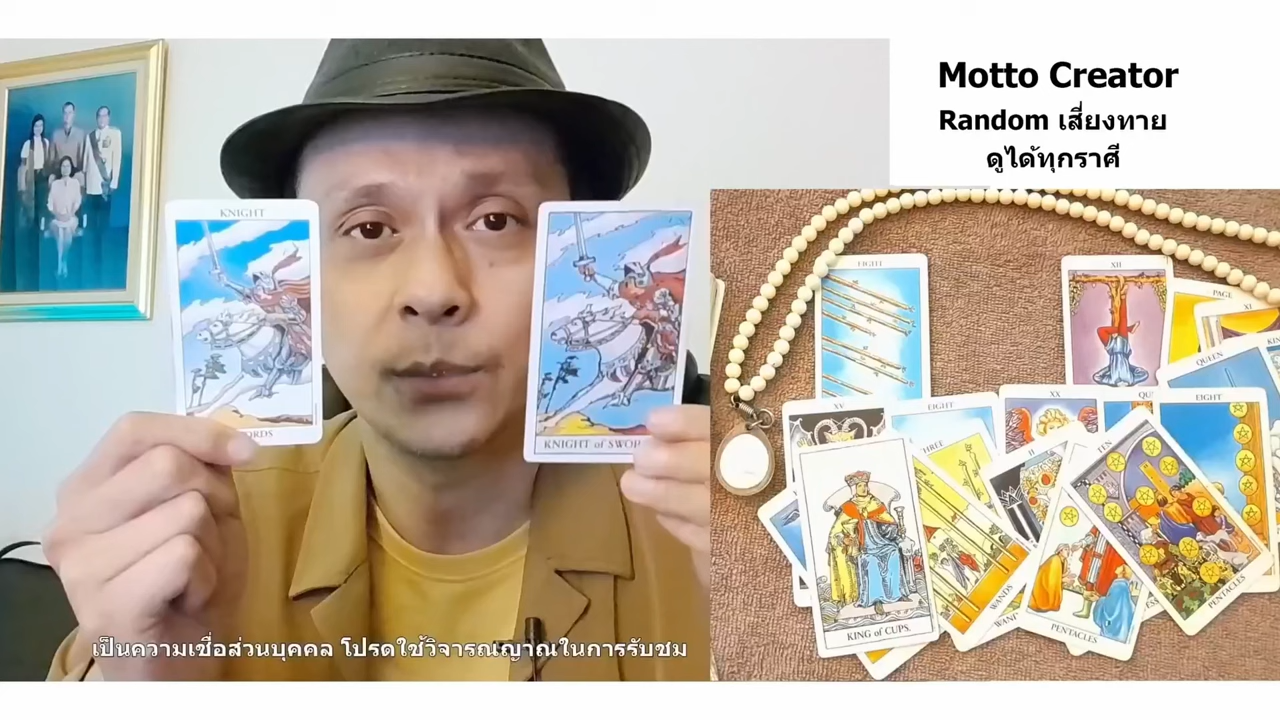 Motto Creator
Random เสี่ยงทาย
ดูได้ทุกราศี
KNIGHT
KNIGHT of
EIGHT
XII
PAGE
XI
QUEEN
XV
EIGHT
XX
EIGHT
THREE
II
TEN
KING of CUPS.
WANDS
PENTACLES
PENTACLES
เป็นความเชื่อส่วนบุคคล โปรดใช้วิจารณญาณในการรับชม